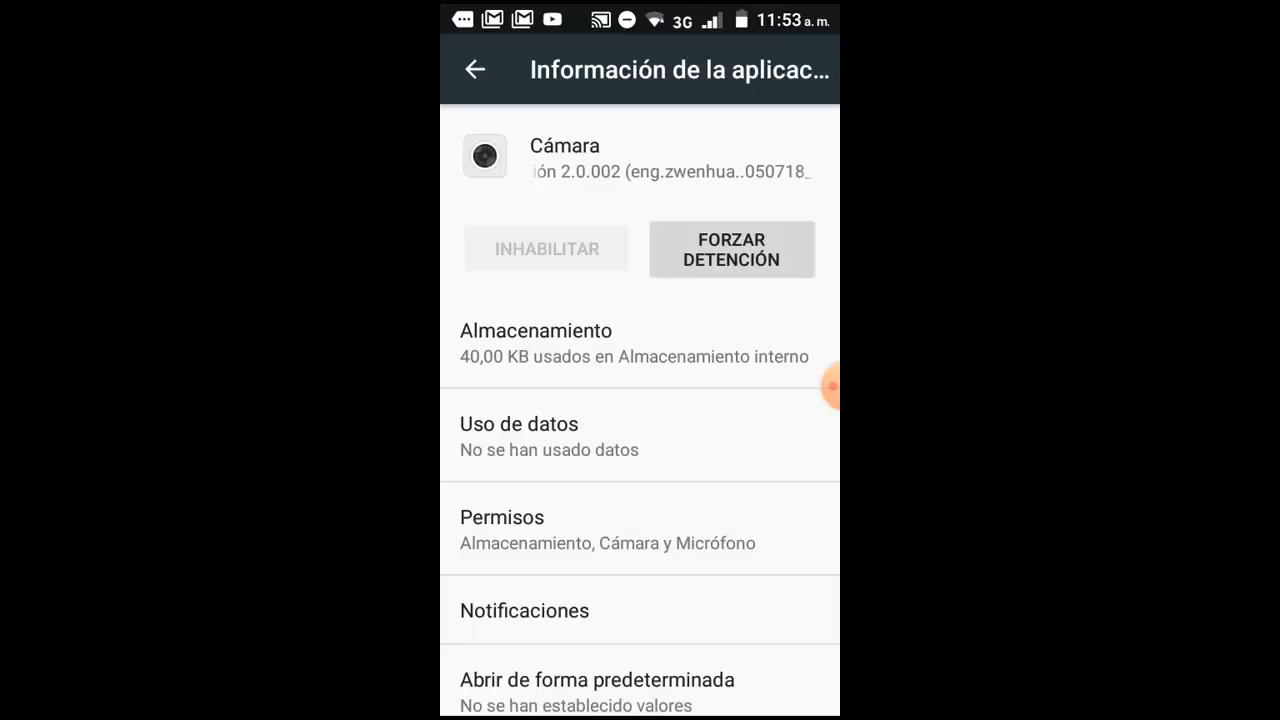 3G 11:53 a. m.
Información de la aplicac...
Cámara
ión 2.0.002 (eng.zwenhua..050718_
INHABILITAR
FORZAR
DETENCIÓN
Almacenamiento
40,00 KB usados en Almacenamiento interno
Uso de datos
No se han usado datos
Permisos
Almacenamiento, Cámara y Micrófono
Notificaciones
Abrir de forma predeterminada
No se han establecido valores